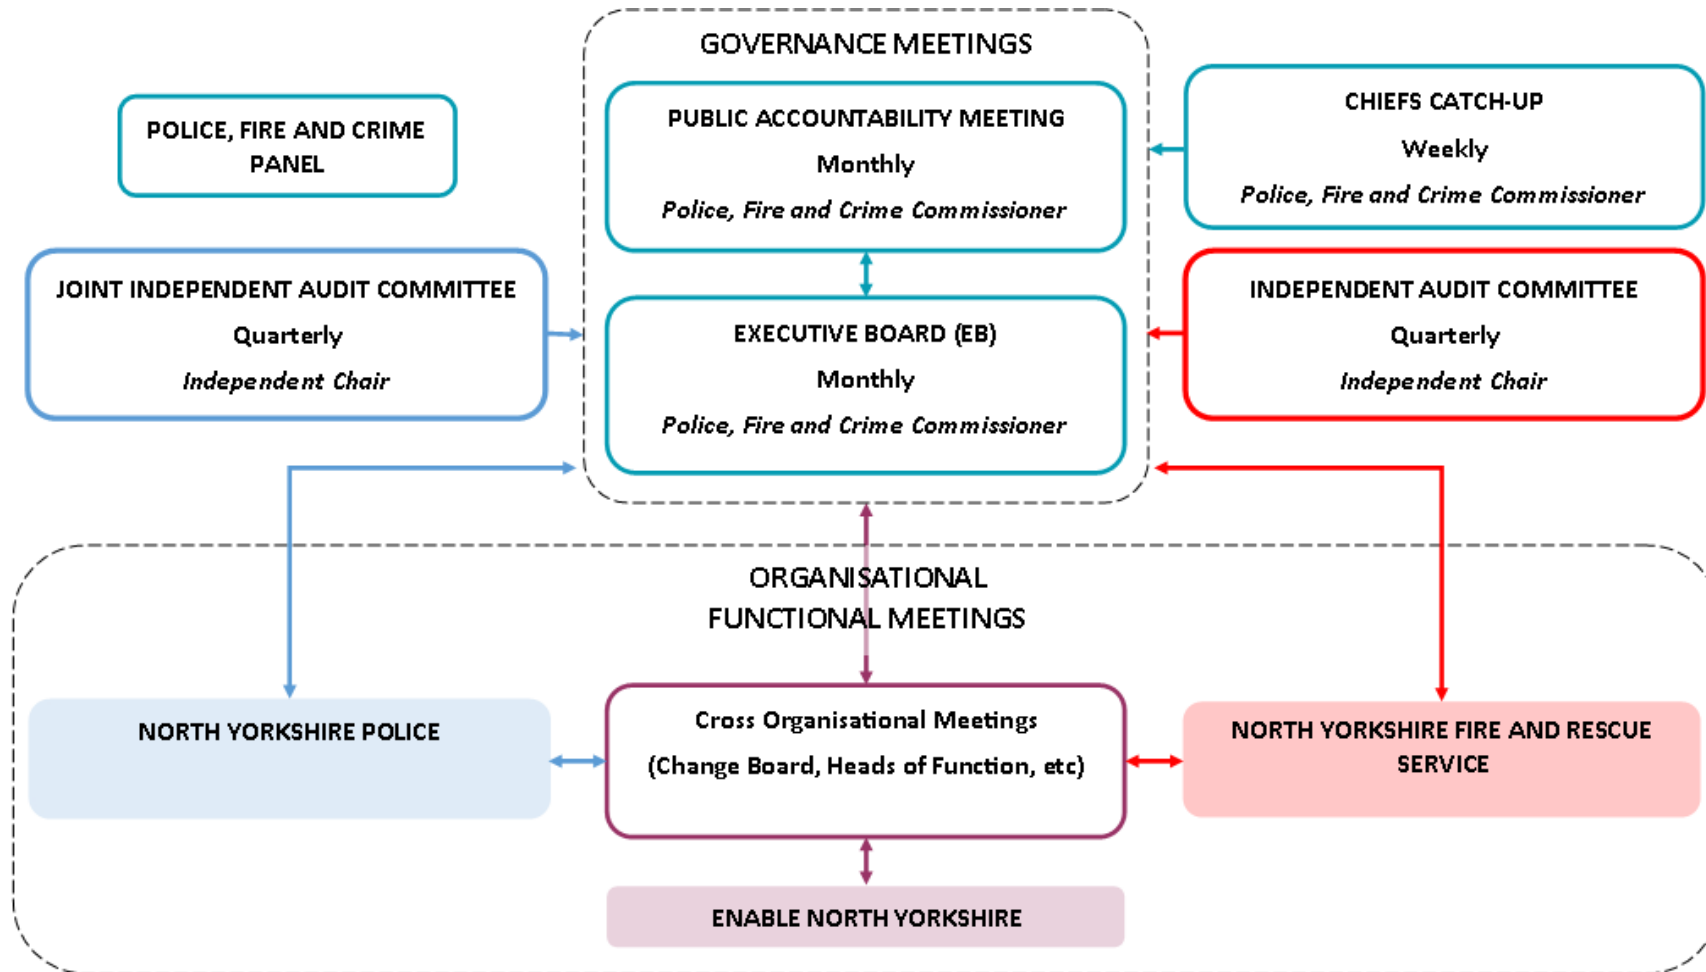 GOVERNANCE MEETINGS
POLICE, FIRE AND CRIME
PANEL
PUBLIC ACCOUNTABILITY MEETING
Monthly
Police, Fire and Crime Commissioner
CHIEFS CATCH-UP
Weekly
Police, Fire and Crime Commissioner
JOINT INDEPENDENT AUDIT COMMITTEE
Quarterly
Independent Chair
EXECUTIVE BOARD (EB)
Monthly
Police, Fire and Crime Commissioner
INDEPENDENT AUDIT COMMITTEE
Quarterly
Independent Chair
ORGANISATIONAL
FUNCTIONAL MEETINGS
NORTH YORKSHIRE POLICE
Cross Organisational Meetings
(Change Board, Heads of Function, etc)
NORTH YORKSHIRE FIRE AND RESCUE
SERVICE
ENABLE NORTH YORKSHIRE